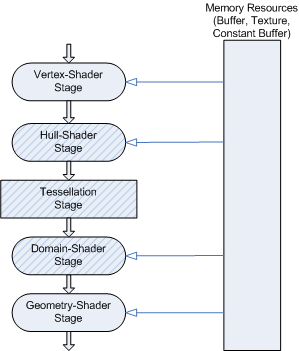 Memory Resources
(Buffer, Texture,
Constant Buffer)
Vertex-Shader
Stage
Hull-Shader
Stage
Tessellation
Stage
Domain-Shader
Stage
Geometry-Shader
Stage